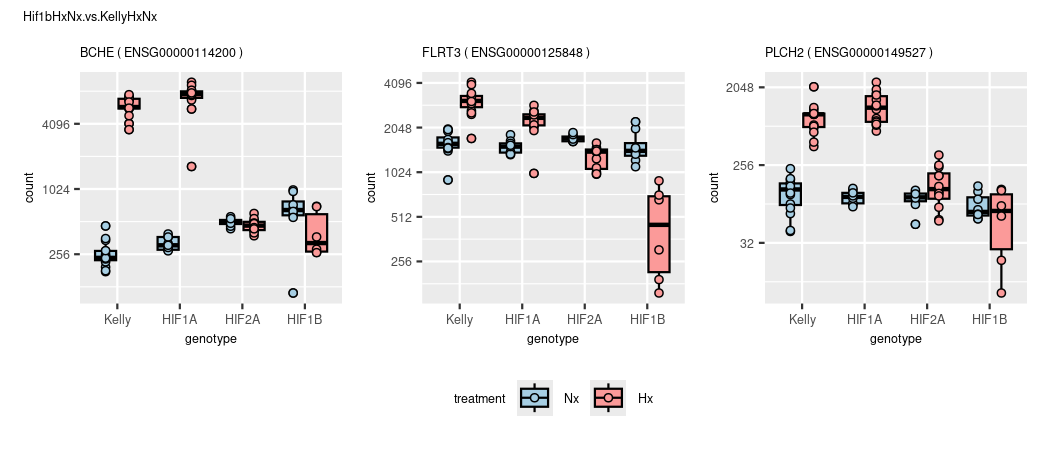 Hif1bHxNx.vs.KellyHxNx
BCHE ( ENSG00000114200 )
4096
1024
256
count
Kelly HIF1A HIF2A HIF1B
genotype
FLRT3 ( ENSG00000125848 )
4096
2048
1024
512
256
count
Kelly HIF1A HIF2A HIF1B
genotype
PLCH2 ( ENSG00000149527 )
2048
256
32
count
Kelly HIF1A HIF2A HIF1B
genotype
treatment Nx Hx